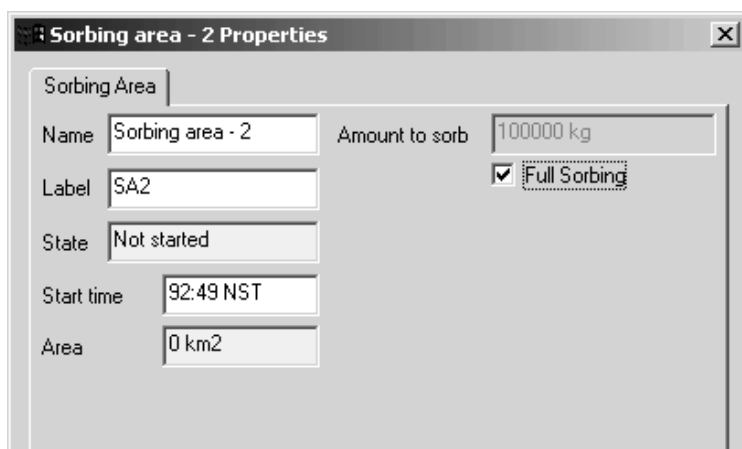 Sorbing area - 2 Properties
Sorbing Area
Name Sorbing area - 2 Amount to sorb 100000 kg
Full Sorbing
Label SA2
State Not started
Start time 92:49 NST
Area 0 km2